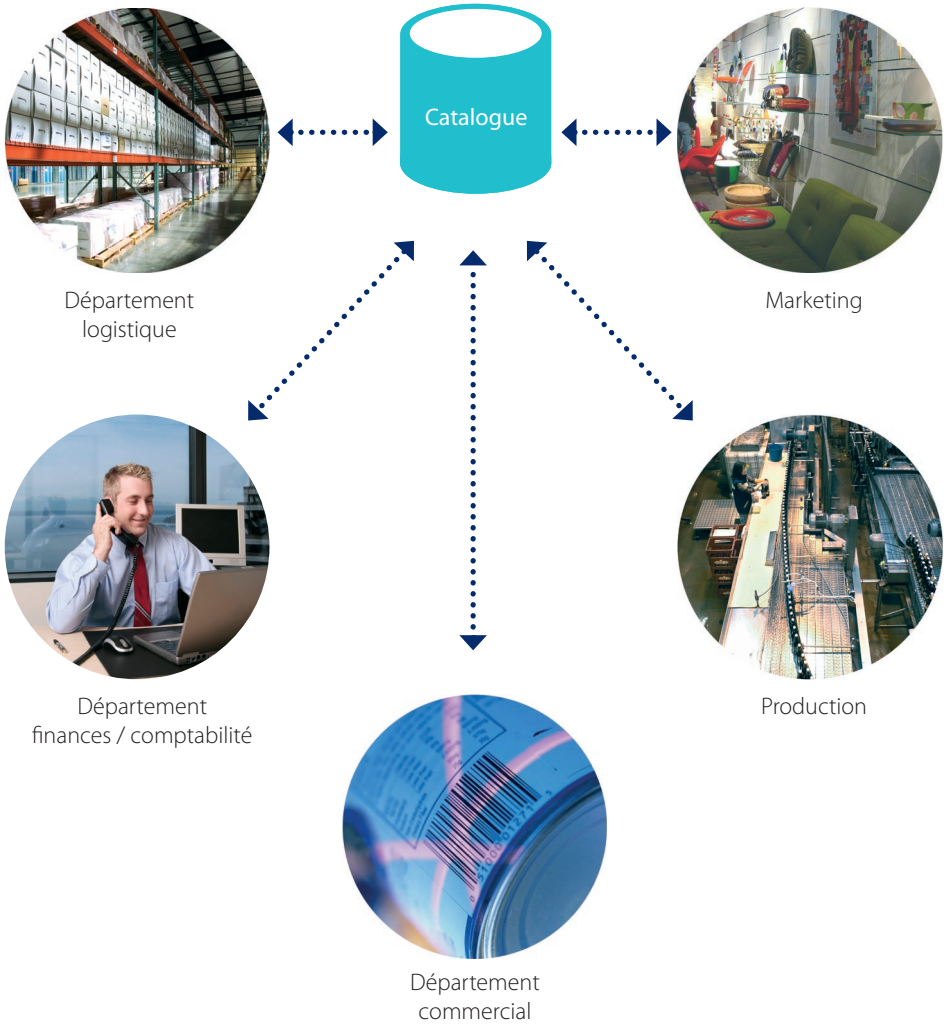 Catalogue
Département
logistique
Marketing
Département
finances / comptabilité
Production
Département
commercial